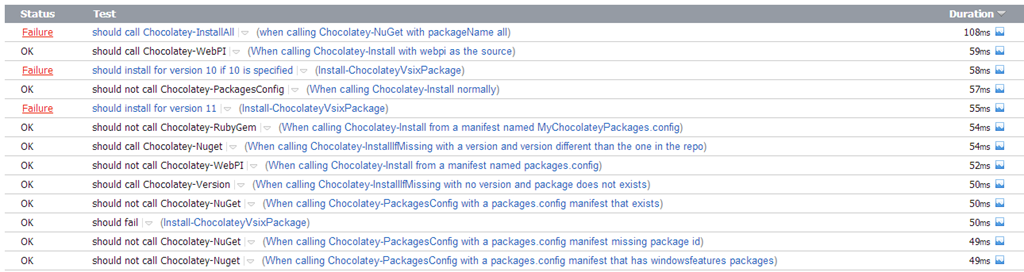 Status Test Duration
Failure should call Chocolatey-InstallAll (when calling Chocolatey-NuGet with packageName all) 108ms
OK should call Chocolatey-WebPI (When calling Chocolatey-Install with webpi as the source) 59ms
Failure should install for version 10 if 10 is specified (Install-ChocolateyVsixPackage) 58ms
OK should not call Chocolatey-PackagesConfig (When calling Chocolatey-Install normally) 57ms
Failure should install for version 11 (Install-ChocolateyVsixPackage) 55ms
OK should not call Chocolatey-RubyGem (When calling Chocolatey-Install from a manifest named MyChocolateyPackages.config) 54ms
OK should call Chocolatey-Nuget (When calling Chocolatey-InstallIfMissing with a version and version different than the one in the repo) 54ms
OK should not call Chocolatey-WebPI (When calling Chocolatey-Install from a manifest named packages.config) 52ms
OK should call Chocolatey-Version (When calling Chocolatey-InstallIfMissing with no version and package does not exists) 50ms
OK should not call Chocolatey-NuGet (When calling Chocolatey-PackagesConfig with a packages.config manifest that exists) 50ms
OK should fail (Install-ChocolateyVsixPackage) 50ms
OK should not call Chocolatey-NuGet (When calling Chocolatey-PackagesConfig with a packages.config manifest missing package id) 49ms
OK should not call Chocolatey-Nuget (When calling Chocolatey-PackagesConfig with a packages.config manifest that has windowsfeatures packages) 49ms